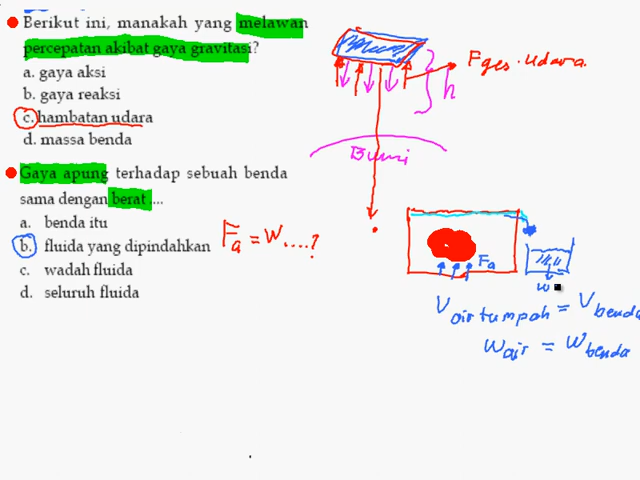 Berikut ini, manakah yang melawan
percepatan akibat gaya gravitasi?
a. gaya aksi
b. gaya reaksi
c. hambatan udara
d. massa benda
Gaya apung terhadap sebuah benda
sama dengan berat....
a. benda itu
b. fluida yang dipindahkan
c. wadah fluida
d. seluruh fluida
Fa = W....?
Fges. udara.
h
Bumi
Fa
w
V air tumpah = V benda
Wair = Wbenda